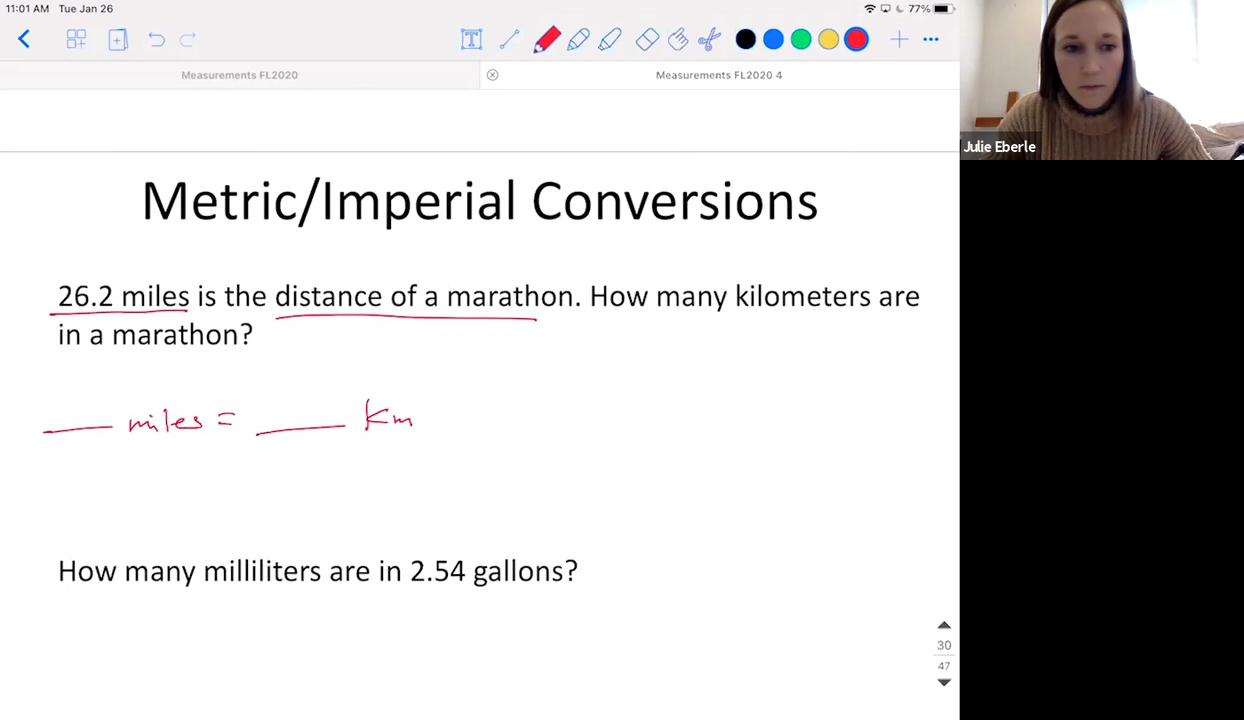 11:01 AM Tue Jan 26
77%
Measurements FL2020
Measurements FL2020 4
Julie Eberle
Metric/Imperial Conversions
26.2 miles is the distance of a marathon. How many kilometers are
in a marathon?
____ miles = ____ Km
How many milliliters are in 2.54 gallons?
30
47